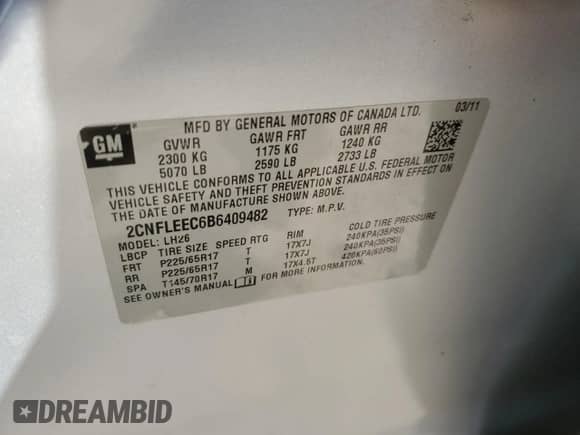 GM
MFD BY GENERAL MOTORS OF CANADA LTD. 03/11
GVWR GAWR FRT GAWR RR
2300 KG 1175 KG 1240 KG
5070 LB 2590 LB 2733 LB
THIS VEHICLE CONFORMS TO ALL APPLICABLE U.S. FEDERAL MOTOR
VEHICLE SAFETY AND THEFT PREVENTION STANDARDS IN EFFECT ON
THE DATE OF MANUFACTURE SHOWN ABOVE.
2CNFLEEC6B6409482 TYPE: M.P.V.
LBCP LH26
TIRE SIZE SPEED RTG RIM COLD TIRE PRESSURE
FRT P225/65R17 T 17X7J 240KPA(35PSI)
RR P225/65R17 T 17X7J 240KPA(35PSI)
SPA T145/70R17 M 17X4.5T 420KPA(60PSI)
SEE OWNER'S MANUAL FOR MORE INFORMATION.
DREAMBID